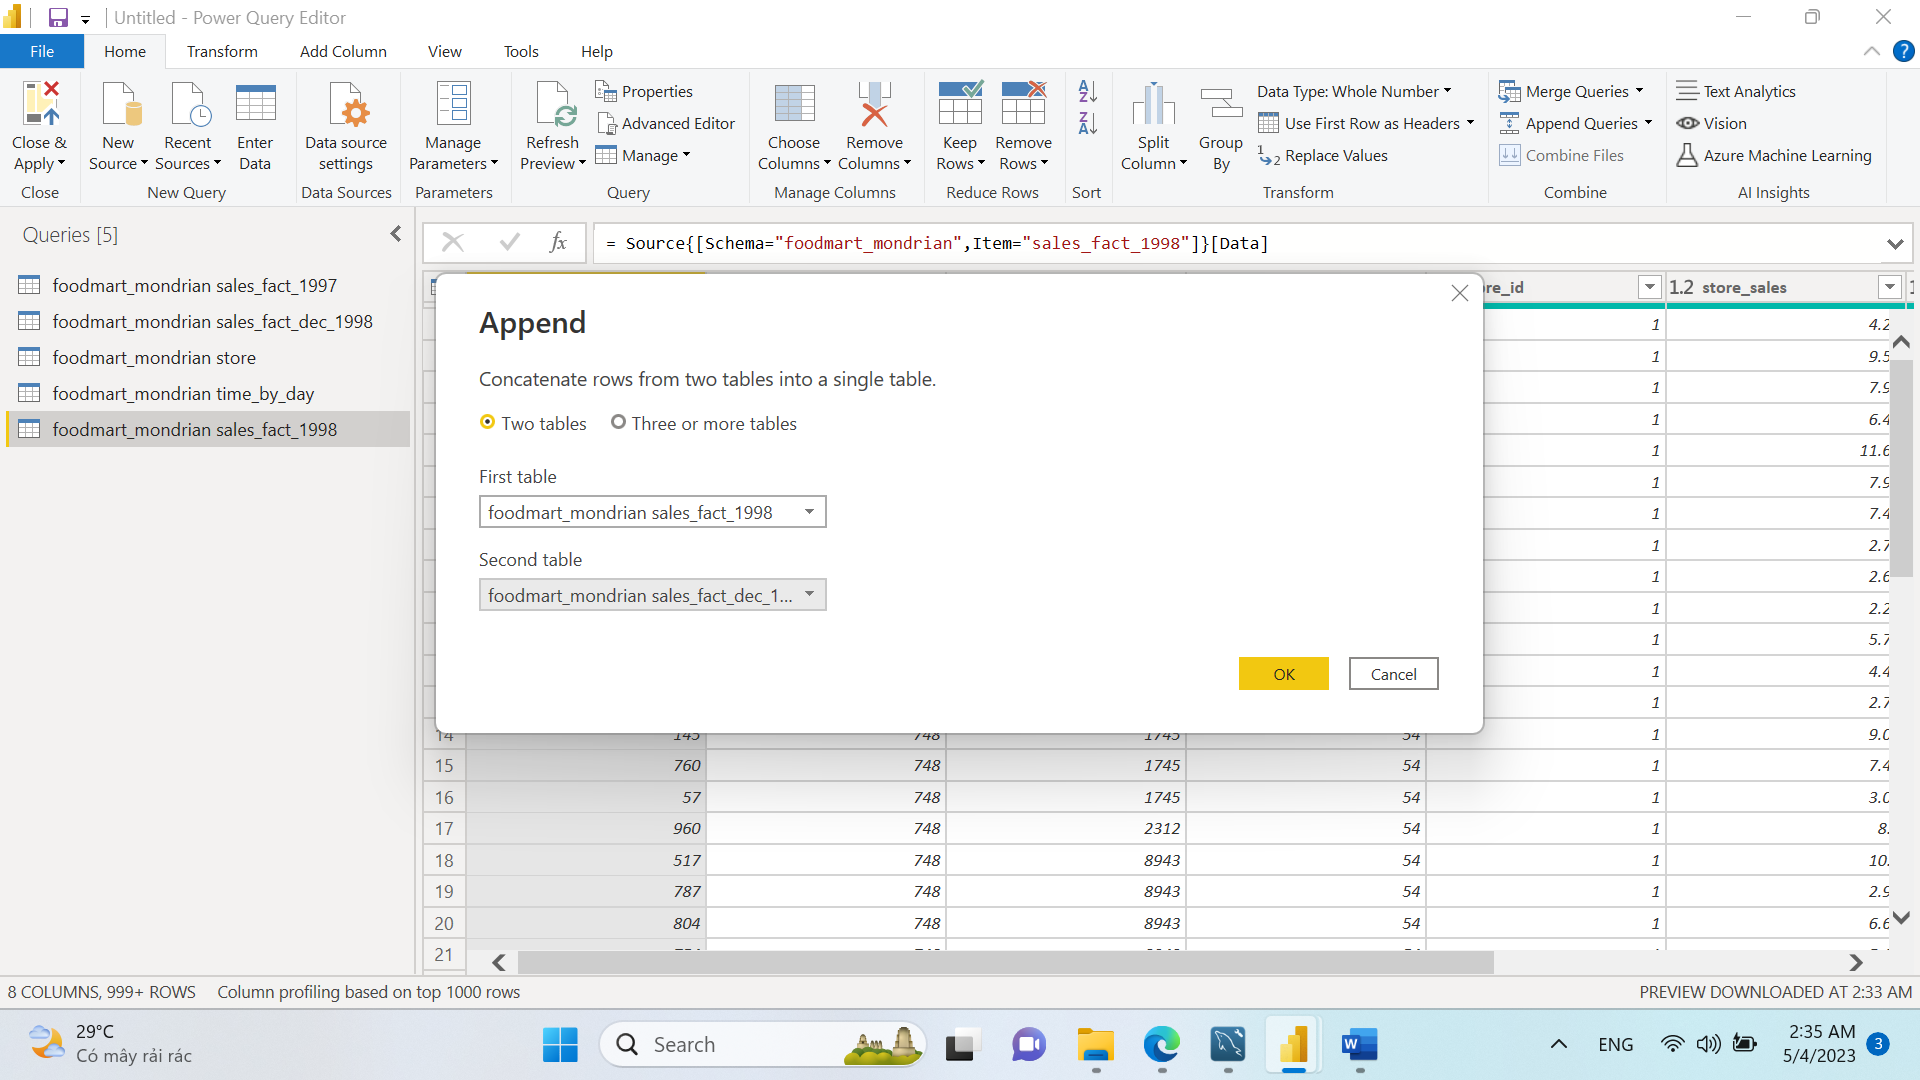 Untitled - Power Query Editor
File Home Transform Add Column View Tools Help
Close & Apply
New Source
Recent Sources
Enter Data
Data source settings
Manage Parameters
Refresh Preview
Properties
Advanced Editor
Manage
Choose Columns
Remove Columns
Keep Rows
Remove Rows
A Z
Z A
Split Column
Group By
Data Type: Whole Number
Use First Row as Headers
1 2 Replace Values
Merge Queries
Append Queries
Combine Files
Text Analytics
Vision
Azure Machine Learning
Close New Query Data Sources Parameters Query Manage Columns Reduce Rows Sort Transform Combine AI Insights
Queries [5]
foodmart_mondrian sales_fact_1997
foodmart_mondrian sales_fact_dec_1998
foodmart_mondrian store
foodmart_mondrian time_by_day
foodmart_mondrian sales_fact_1998
fx = Source{[Schema="foodmart_mondrian",Item="sales_fact_1998"]}[Data]
re_id 1.2 store_sales
Append
Concatenate rows from two tables into a single table.
Two tables Three or more tables
First table
foodmart_mondrian sales_fact_1998
Second table
foodmart_mondrian sales_fact_dec_1...
OK Cancel
1 4.2
1 9.5
1 7.9
1 6.4
1 11.6
1 7.9
1 7.4
1 2.7
1 2.6
1 2.2
1 5.7
1 4.4
1 2.7
14 145 748 1745 54 1 9.0
15 760 748 1745 54 1 7.4
16 57 748 1745 54 1 3.0
17 960 748 2312 54 1 8.
18 517 748 8943 54 1 10.
19 787 748 8943 54 1 2.9
20 804 748 8943 54 1 6.6
21
8 COLUMNS, 999+ ROWS Column profiling based on top 1000 rows PREVIEW DOWNLOADED AT 2:33 AM
29°C
Có mây rải rác
Search
W
ENG
2:35 AM
5/4/2023
3